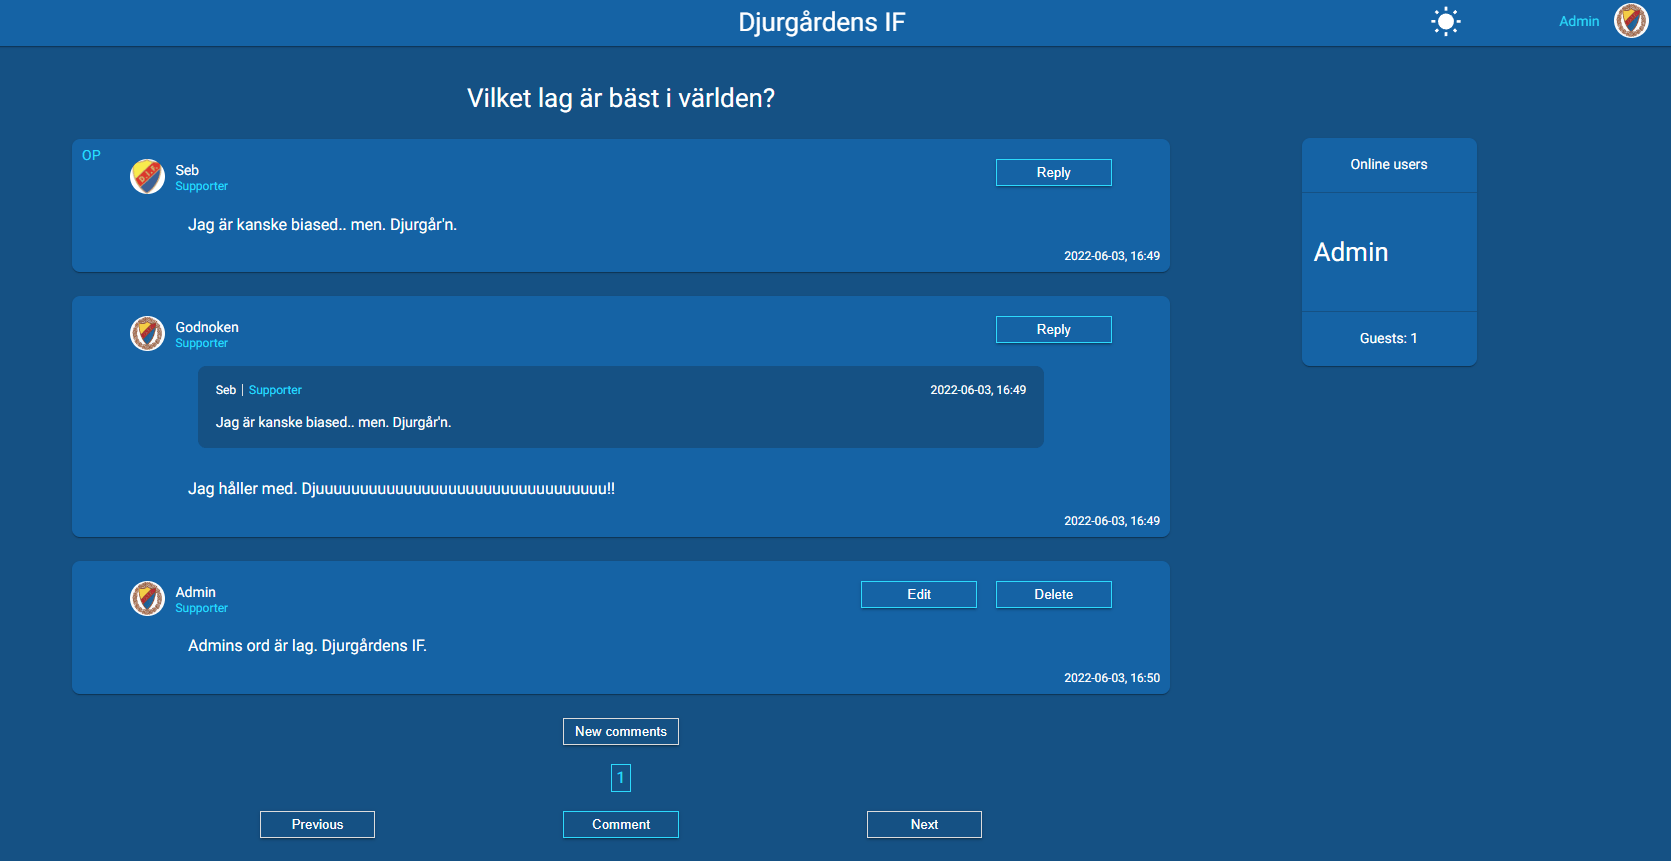 Djurgårdens IF
Admin
Vilket lag är bäst i världen?
OP
Seb
Supporter
Reply
Jag är kanske biased.. men. Djurgår'n.
2022-06-03, 16:49
Godnoken
Supporter
Reply
Seb | Supporter
2022-06-03, 16:49
Jag är kanske biased.. men. Djurgår'n.
Jag håller med. Djuuuuuuuuuuuuuuuuuuuuuuuuuuuuuuuuu!!
2022-06-03, 16:49
Admin
Supporter
Edit
Delete
Admins ord är lag. Djurgårdens IF.
2022-06-03, 16:50
New comments
1
Previous
Comment
Next
Online users
Admin
Guests: 1